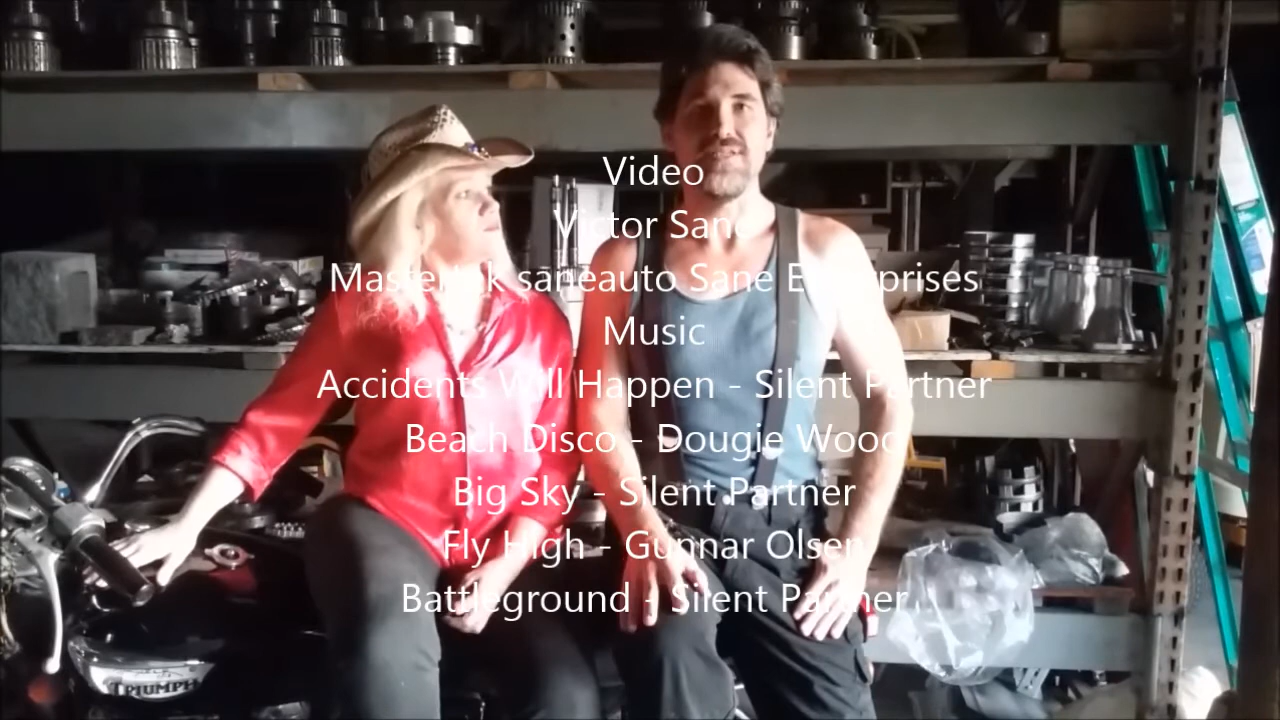 Video
Victor Sane
Mastertek saneauto Sane Enterprises
Music
Accidents Will Happen - Silent Partner
Beach Disco - Dougie Wood
Big Sky - Silent Partner
Fly High - Gunnar Olsen
Battleground - Silent Partner
TRIUMPH